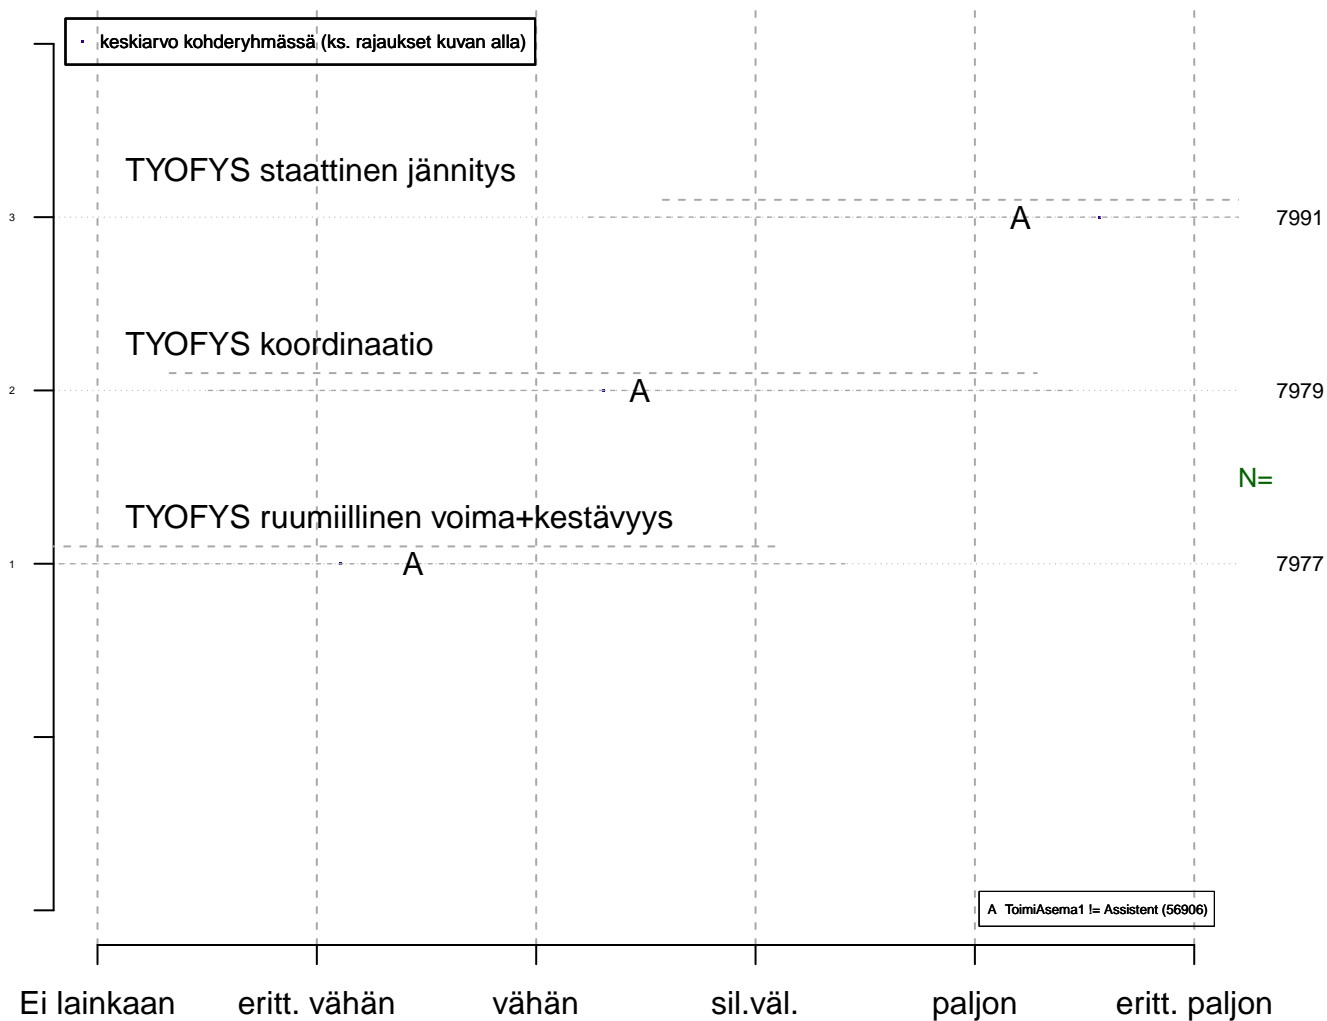 keskiarvo kohderyhmässä (ks. rajaukset kuvan alla)
TYOFYS staattinen jännitys
3
A
7991
TYOFYS koordinaatio
2
A
7979
N=
TYOFYS ruumiillinen voima+kestävyys
1
A
7977
A ToimiAsema1 != Assistent (56906)
Ei lainkaan eritt. vähän vähän sil.väl. paljon eritt. paljon